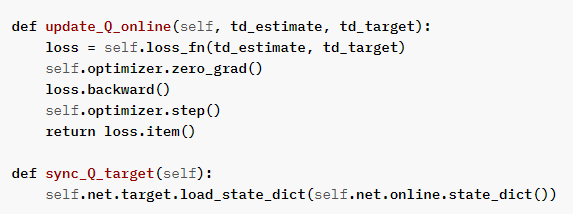 def update_Q_online(self, td_estimate, td_target):
    loss = self.loss_fn(td_estimate, td_target)
    self.optimizer.zero_grad()
    loss.backward()
    self.optimizer.step()
    return loss.item()

def sync_Q_target(self):
    self.net.target.load_state_dict(self.net.online.state_dict())